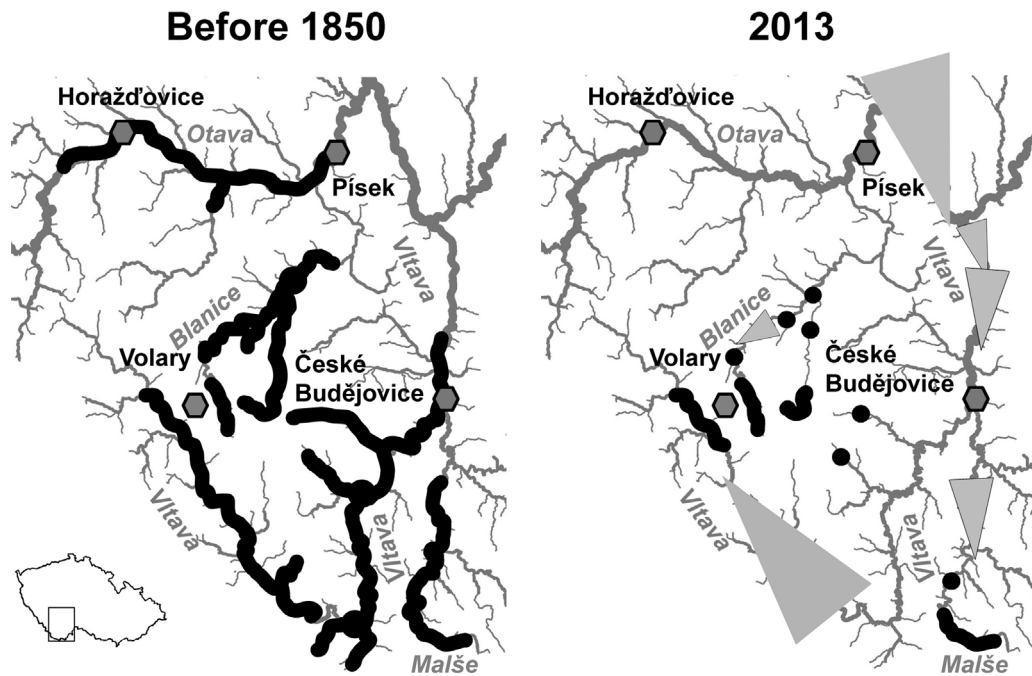 Before 1850
Horažďovice
Otava
Písek
Vltava
Blanice
Volary
České
Budějovice
Vltava
Vltava
Malše
2013
Horažďovice
Otava
Písek
Vltava
Blanice
Volary
České
Budějovice
Vltava
Vltava
Malše